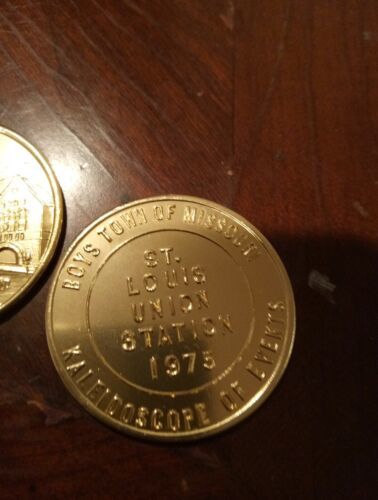 BOYS TOWN OF MISSOURI
ST.
LOUIS
UNION
STATION
1975
KALEIDOSCOPE OF EVENTS